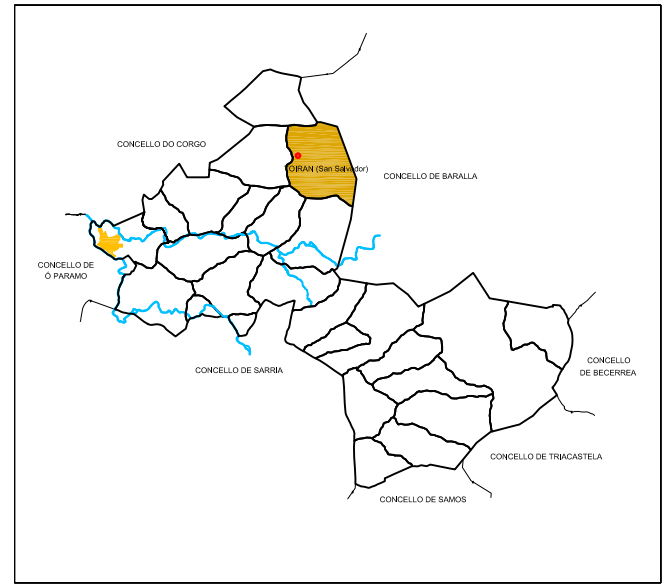 CONCELLO DO CORGO
TOIRAN (San Salvador)
CONCELLO DE BARALLA
CONCELLO DE
Ó PARAMO
CONCELLO DE SARRIA
CONCELLO
DE BECERREA
CONCELLO DE TRIACASTELA
CONCELLO DE SAMOS